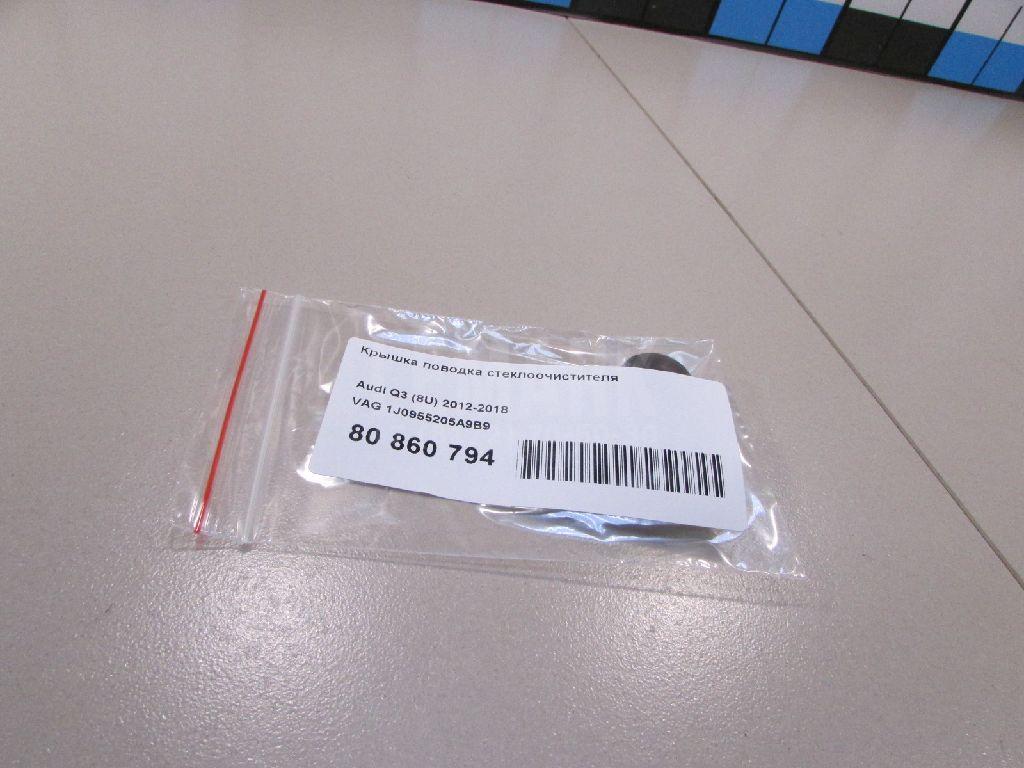 Крышка поводка стеклоочистителя
Audi Q3 (8U) 2012-2018
VAG 1J0955205A9B9
80 860 794